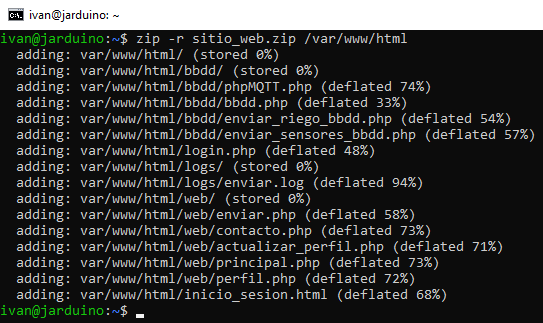 ivan@jarduino: ~
ivan@jarduino:~$ zip -r sitio_web.zip /var/www/html
  adding: var/www/html/ (stored 0%)
  adding: var/www/html/bbdd/ (stored 0%)
  adding: var/www/html/bbdd/phpMQTT.php (deflated 74%)
  adding: var/www/html/bbdd/bbdd.php (deflated 33%)
  adding: var/www/html/bbdd/enviar_riego_bbdd.php (deflated 54%)
  adding: var/www/html/bbdd/enviar_sensores_bbdd.php (deflated 57%)
  adding: var/www/html/login.php (deflated 48%)
  adding: var/www/html/logs/ (stored 0%)
  adding: var/www/html/logs/enviar.log (deflated 94%)
  adding: var/www/html/web/ (stored 0%)
  adding: var/www/html/web/enviar.php (deflated 58%)
  adding: var/www/html/web/contacto.php (deflated 73%)
  adding: var/www/html/web/actualizar_perfil.php (deflated 71%)
  adding: var/www/html/web/principal.php (deflated 73%)
  adding: var/www/html/web/perfil.php (deflated 72%)
  adding: var/www/html/inicio_sesion.html (deflated 68%)
ivan@jarduino:~$